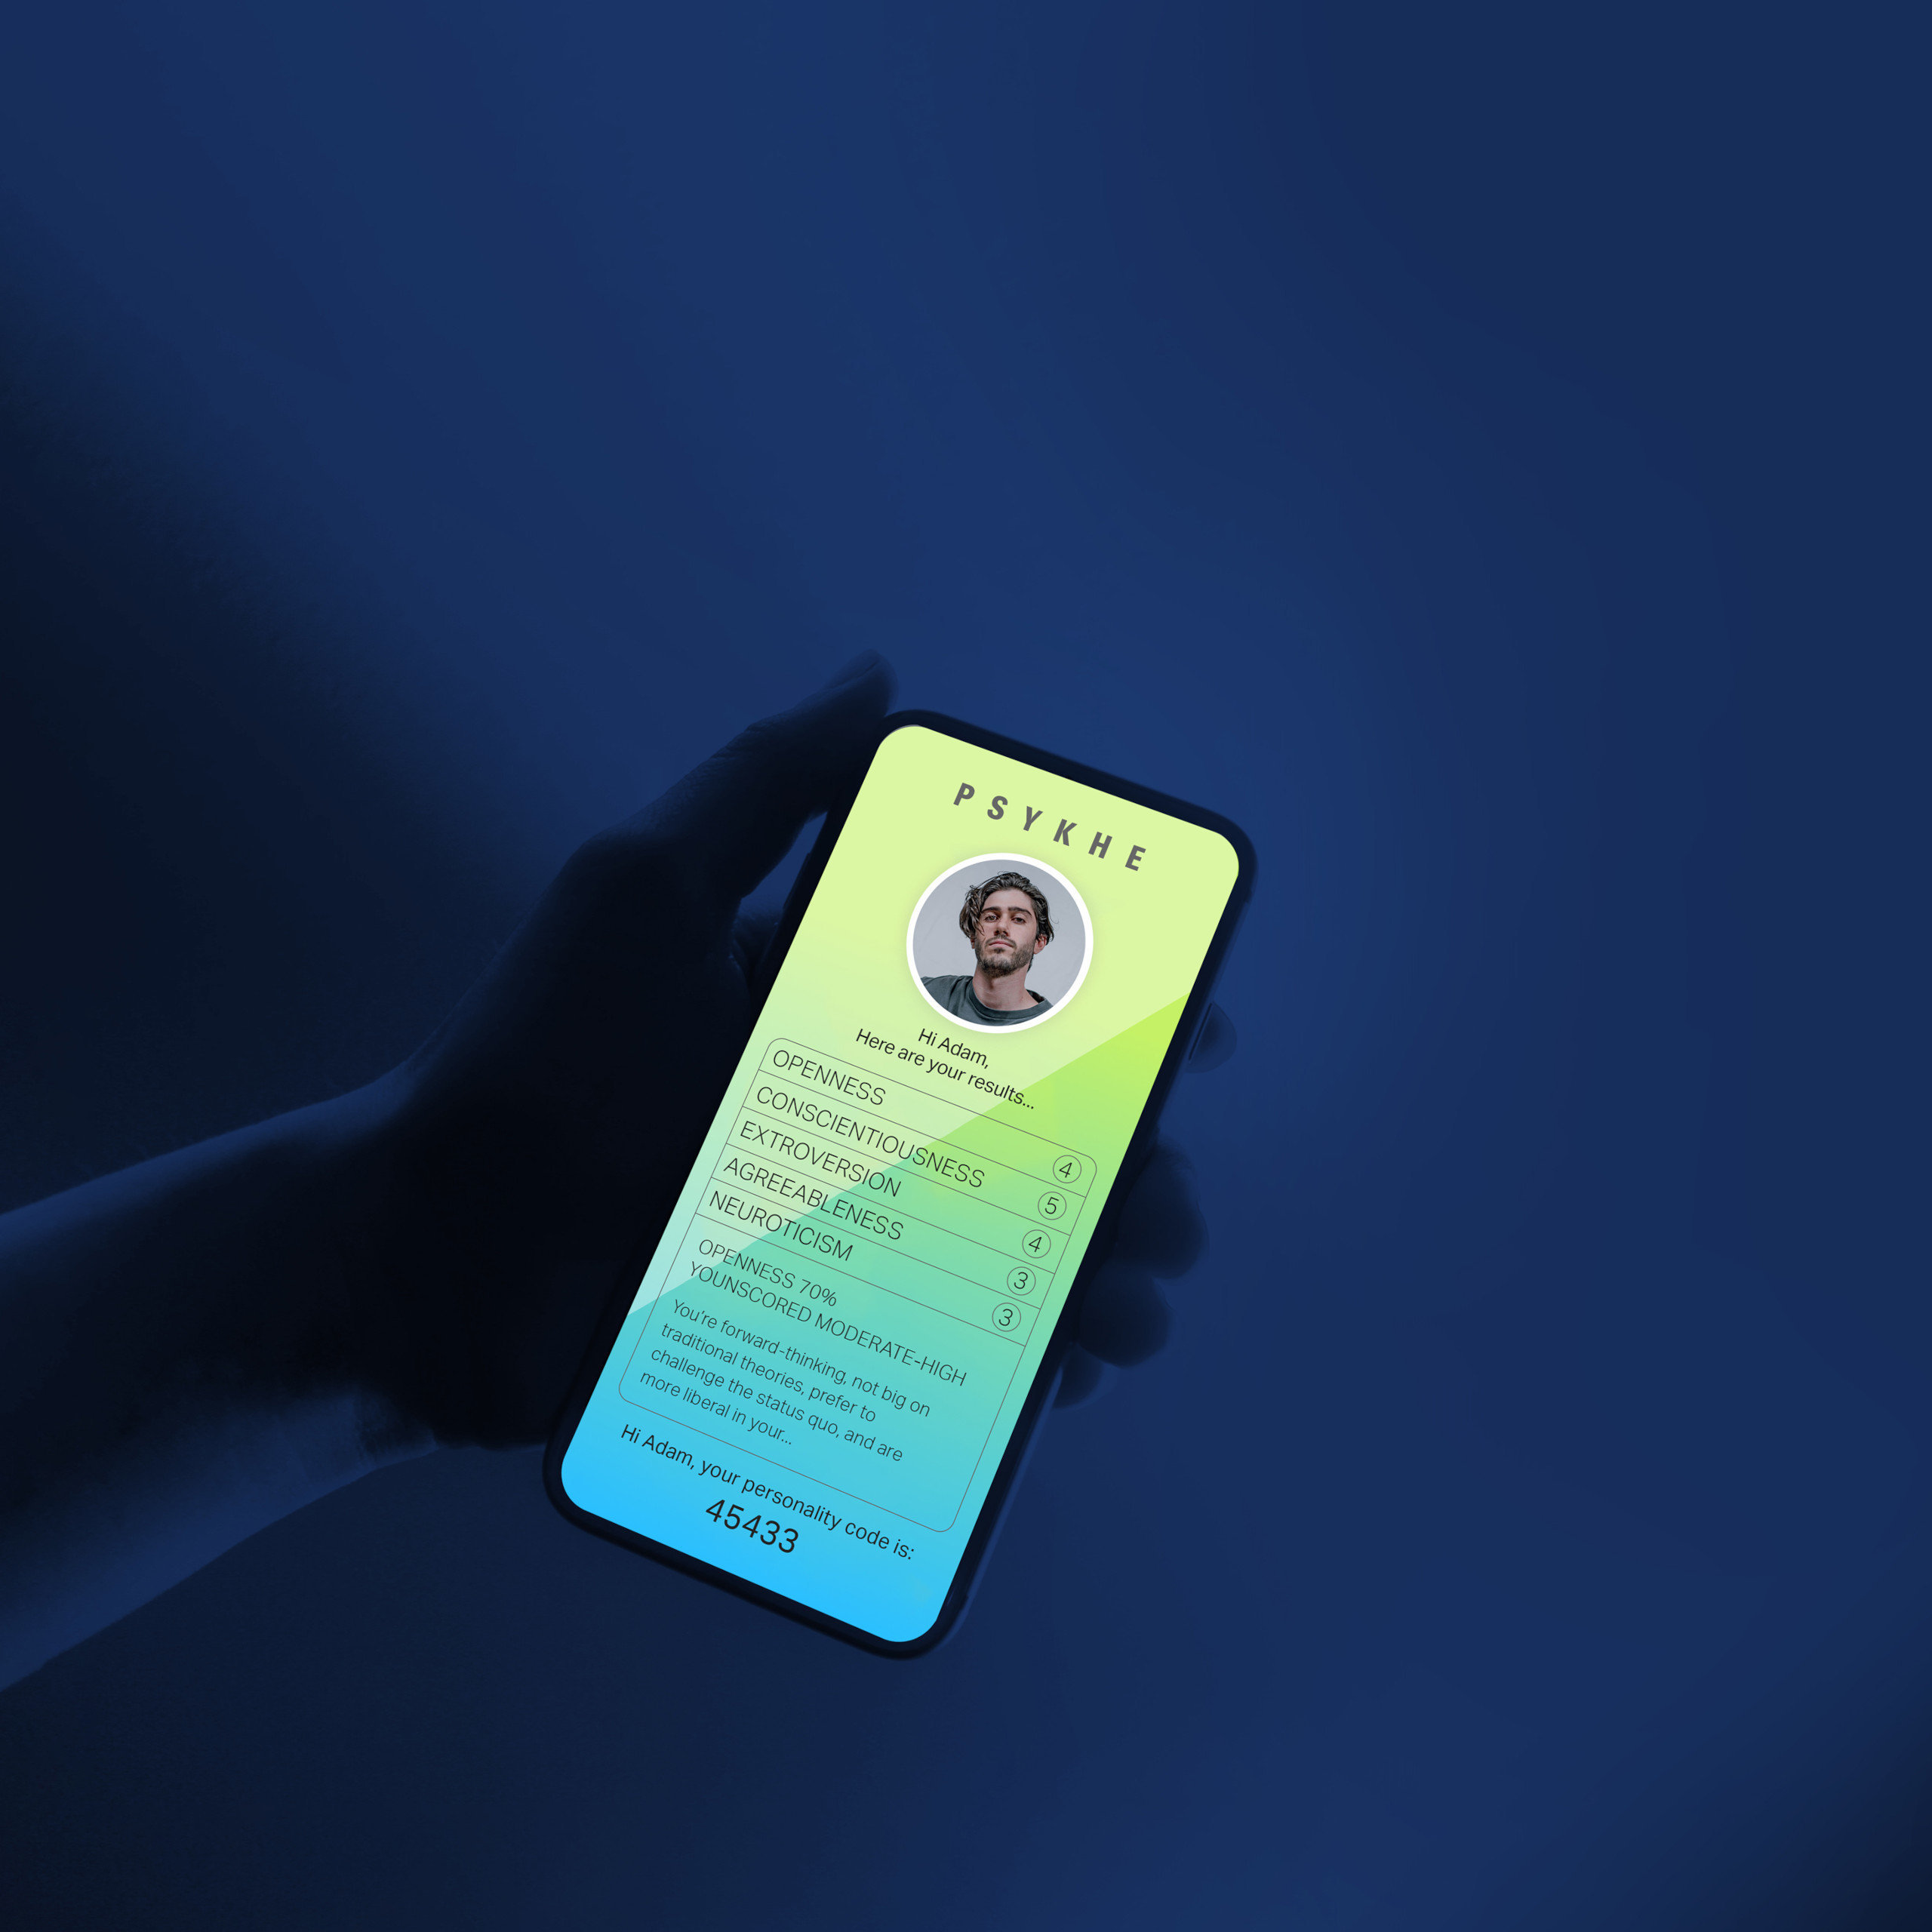 PSYKHE
Hi Adam,
Here are your results...
OPENNESS 4
CONSCIENTIOUSNESS 5
EXTROVERSION 4
AGREEABLENESS 3
NEUROTICISM 3
OPENNESS 70%
YOUNSCORED MODERATE-HIGH
You're forward-thinking, not big on
traditional theories, prefer to
challenge the status quo, and are
more liberal in your...
Hi Adam, your personality code is:
45433